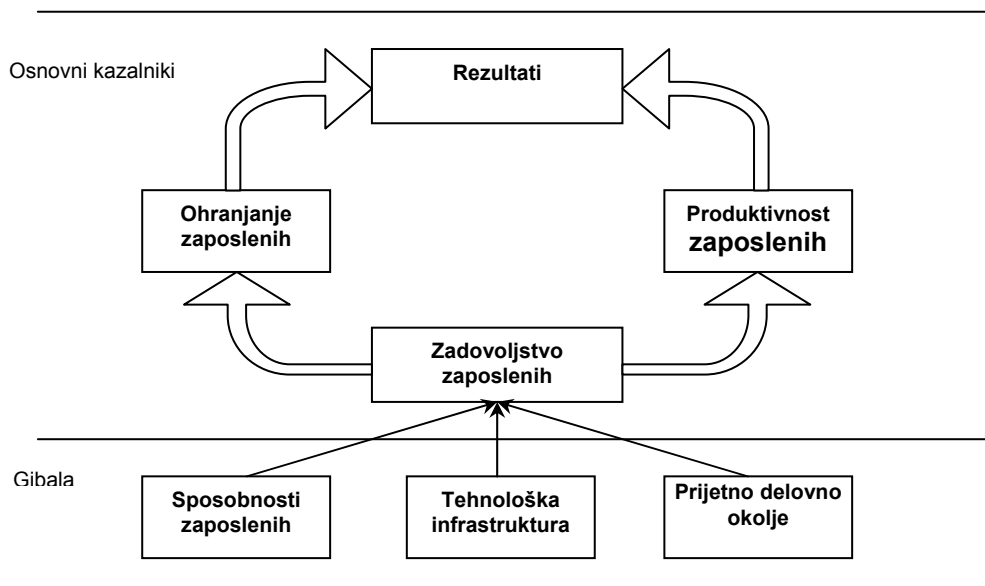 Osnovni kazalniki
Rezultati
Ohranjanje
zaposlenih
Produktivnost
zaposlenih
Zadovoljstvo
zaposlenih
Gibala
Sposobnosti
zaposlenih
Tehnološka
infrastruktura
Prijetno delovno
okolje